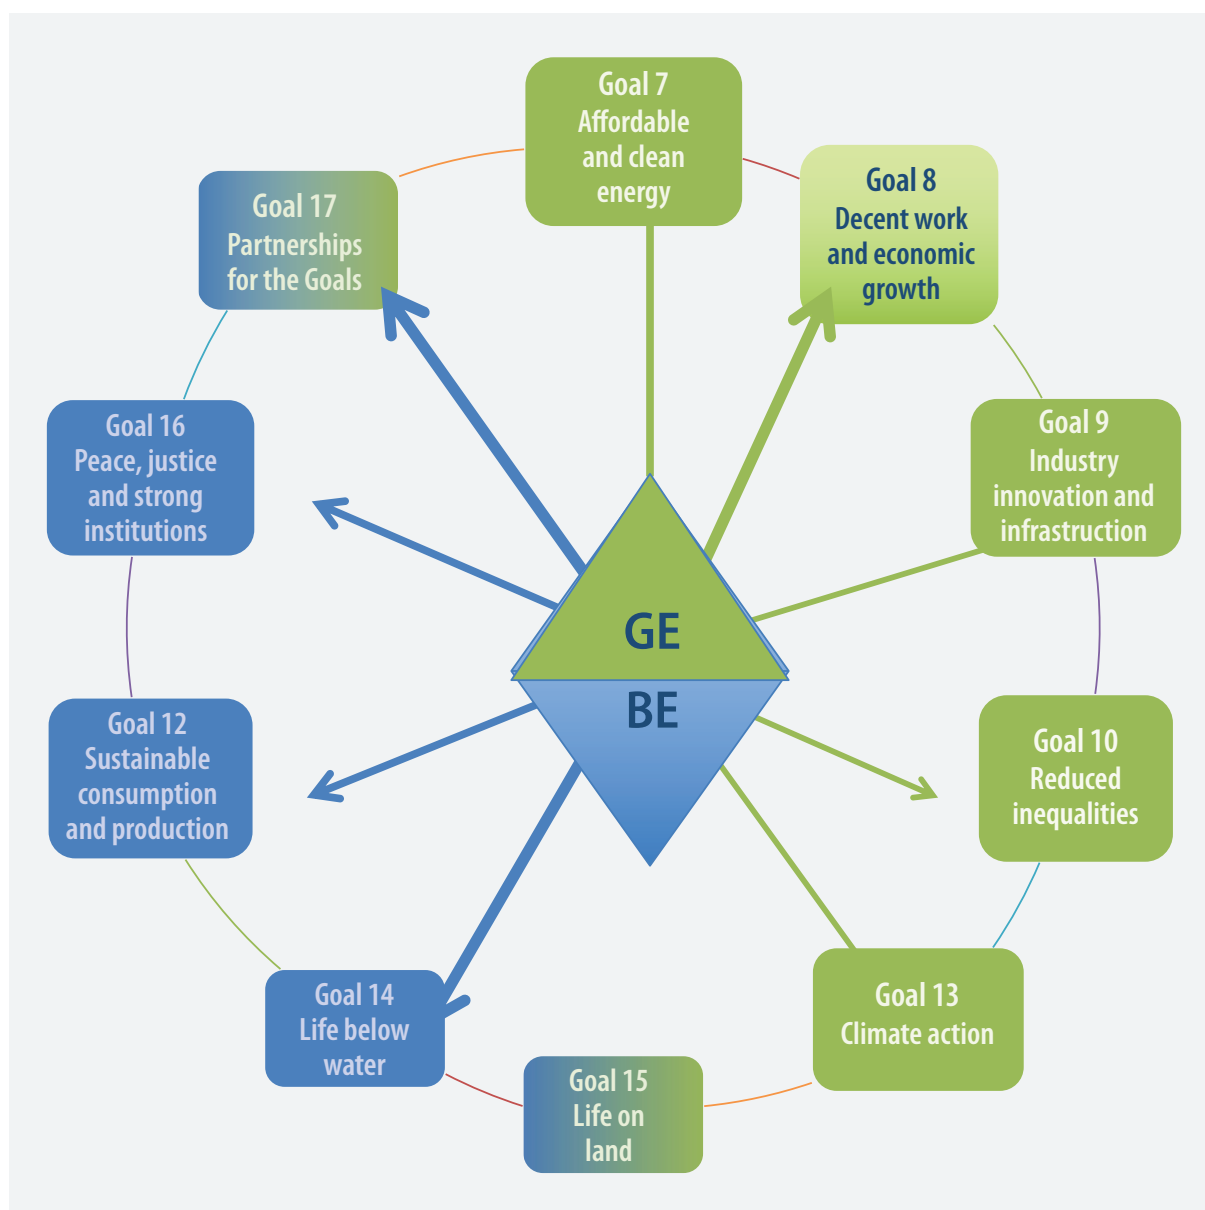 Goal 7
Affordable
and clean
energy
Goal 8
Decent work
and economic
growth
Goal 17
Partnerships
for the Goals
Goal 16
Peace, justice
and strong
institutions
Goal 9
Industry
innovation and
infrastruction
GE
BE
Goal 12
Sustainable
consumption
and production
Goal 10
Reduced
inequalities
Goal 14
Life below
water
Goal 13
Climate action
Goal 15
Life on
land